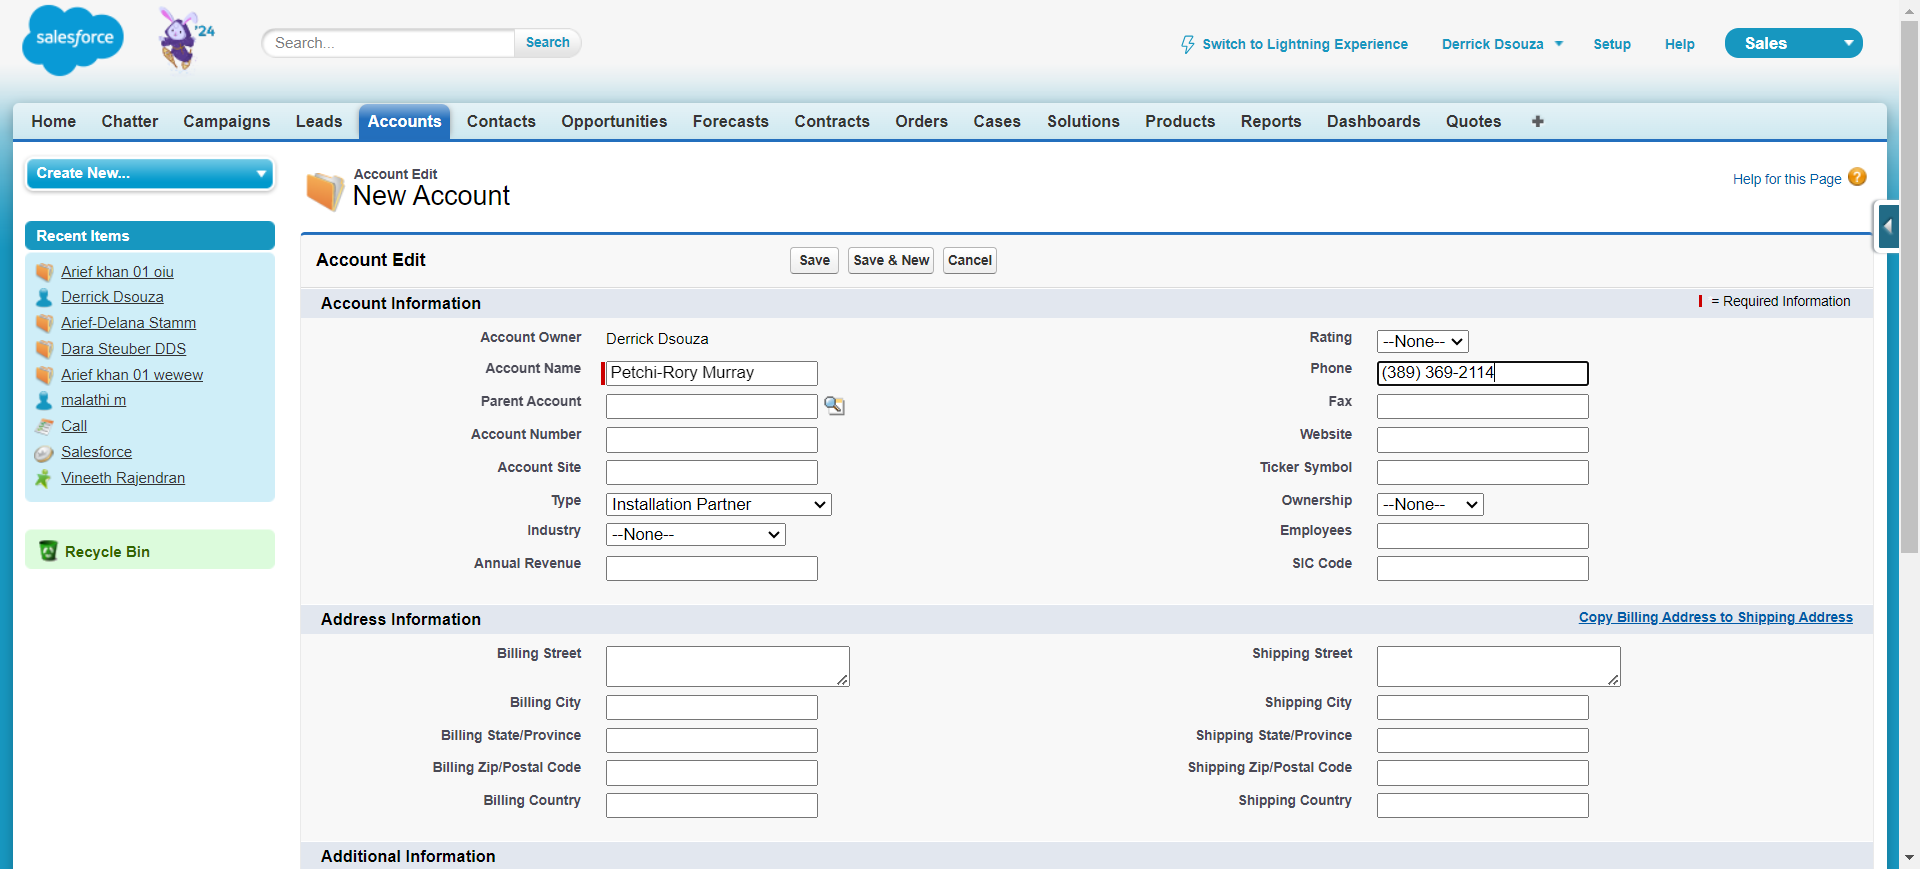 salesforce
'24
Search...
Search
Switch to Lightning Experience
Derrick Dsouza
Setup
Help
Sales
Home Chatter Campaigns Leads Accounts Contacts Opportunities Forecasts Contracts Orders Cases Solutions Products Reports Dashboards Quotes +
Create New...
Recent Items
Arief khan 01 oiu
Derrick Dsouza
Arief-Delana Stamm
Dara Steuber DDS
Arief khan 01 wewew
malathi m
Call
Salesforce
Vineeth Rajendran
Recycle Bin
Account Edit
New Account
Help for this Page ?
Account Edit
Save
Save & New
Cancel
Account Information
= Required Information
Account Owner Derrick Dsouza
Rating --None--
Account Name Petchi-Rory Murray
Phone (389) 369-2114
Parent Account
Fax
Account Number
Website
Account Site
Ticker Symbol
Type Installation Partner
Ownership --None--
Industry --None--
Employees
Annual Revenue
SIC Code
Address Information
Copy Billing Address to Shipping Address
Billing Street
Shipping Street
Billing City
Shipping City
Billing State/Province
Shipping State/Province
Billing Zip/Postal Code
Shipping Zip/Postal Code
Billing Country
Shipping Country
Additional Information